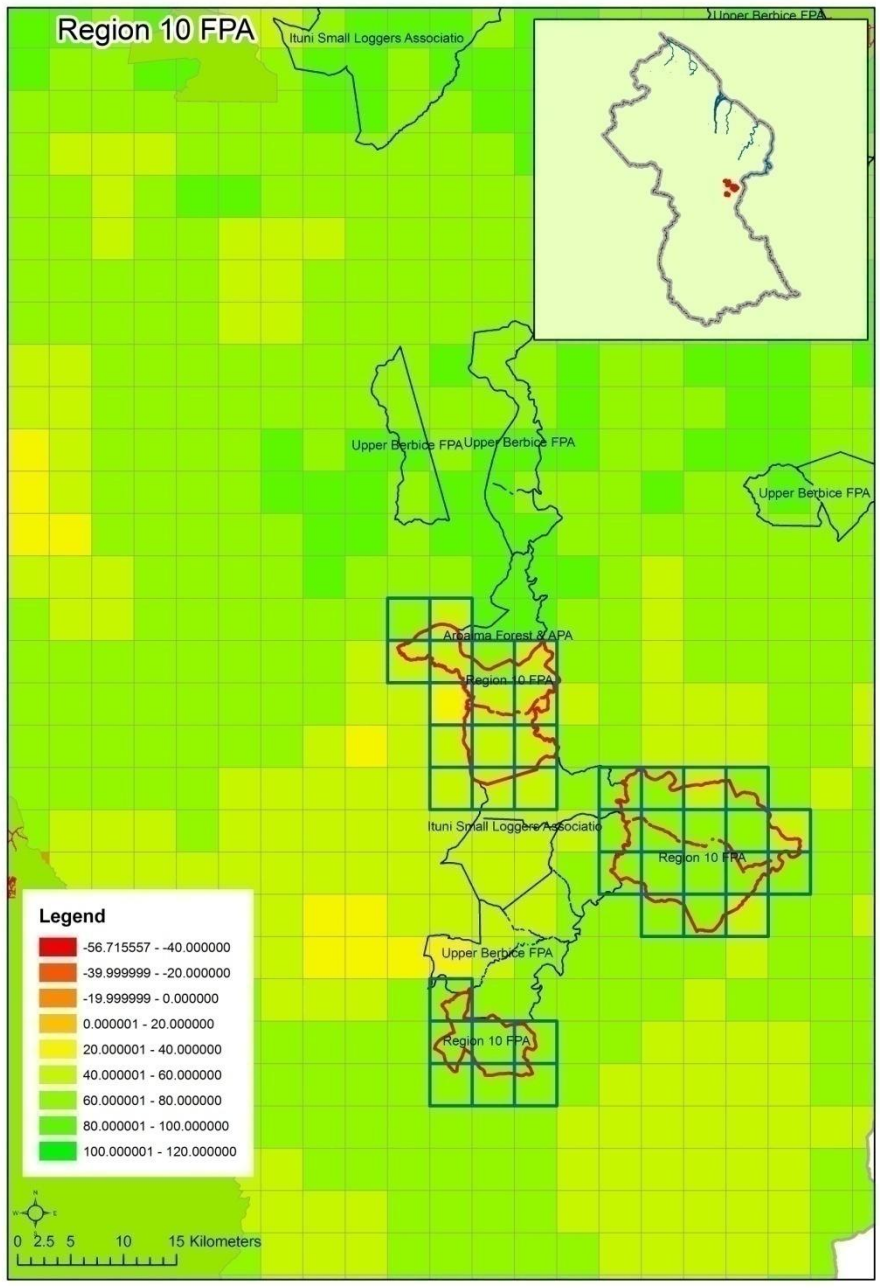 Region 10 FPA
Upper Berbice FPA
Ituni Small Loggers Associatio
Upper Berbice FPA
Upper Berbice FPA
Upper Berbice FPA
Aroaima Forest & APA
Region 10 FPA
Ituni Small Loggers Associatio
Region 10 FPA
Upper Berbice FPA
Region 10 FPA
Legend
-56.715557 - -40.000000
-39.999999 - -20.000000
-19.999999 - 0.000000
0.000001 - 20.000000
20.000001 - 40.000000
40.000001 - 60.000000
60.000001 - 80.000000
80.000001 - 100.000000
100.000001 - 120.000000
N
W E
S
0 2.5 5 10 15 Kilometers